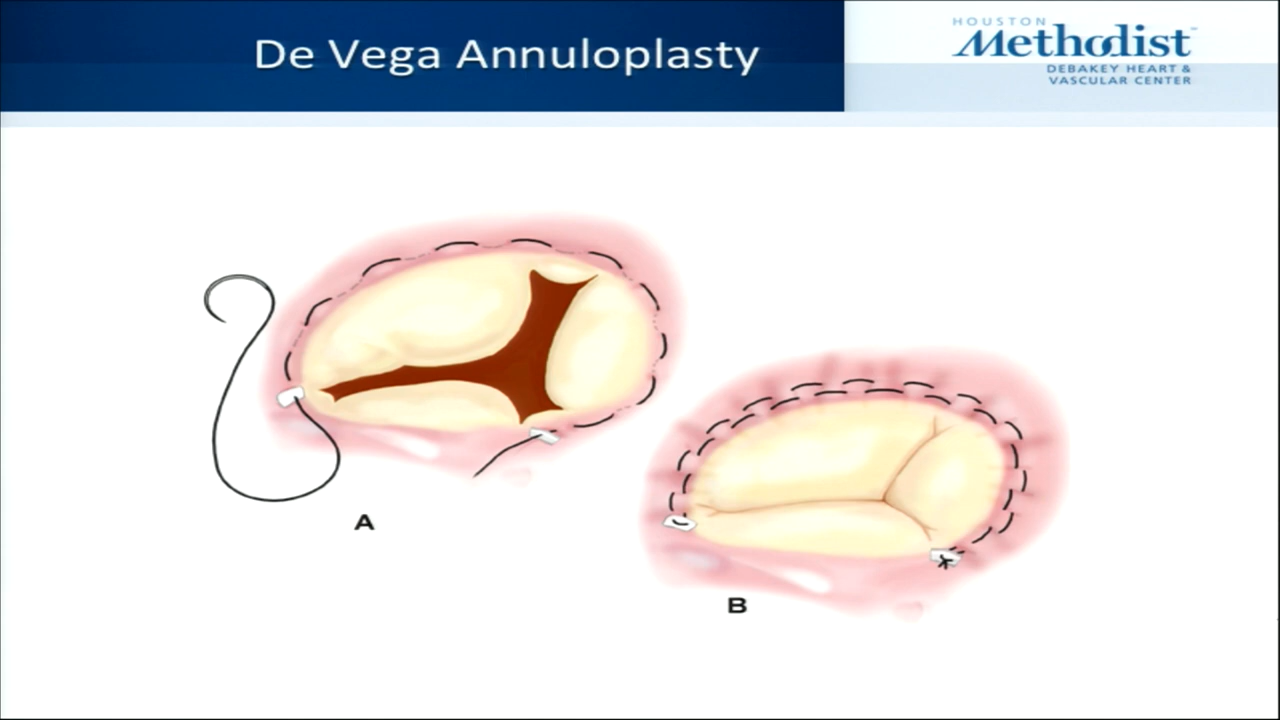 De Vega Annuloplasty
HOUSTON
Methodist
DEBAKEY HEART &
VASCULAR CENTER
A
B